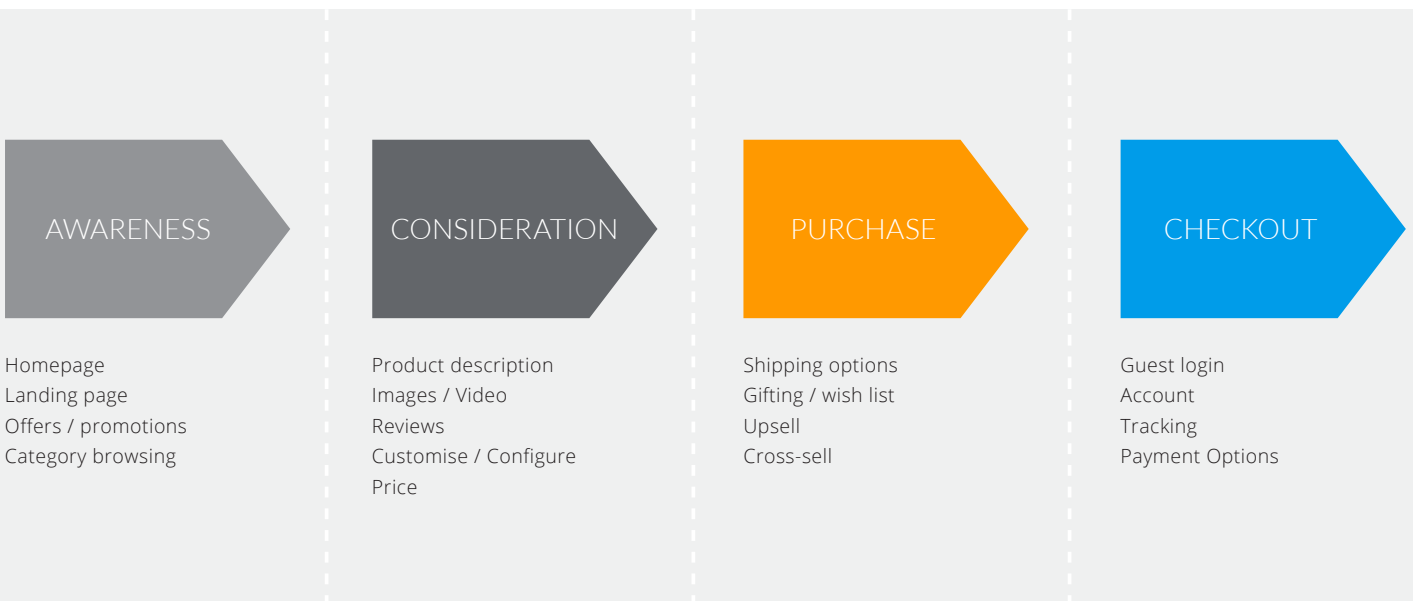 AWARENESS
Homepage
Landing page
Offers / promotions
Category browsing
CONSIDERATION
Product description
Images / Video
Reviews
Customise / Configure
Price
PURCHASE
Shipping options
Gifting / wish list
Upsell
Cross-sell
CHECKOUT
Guest login
Account
Tracking
Payment Options